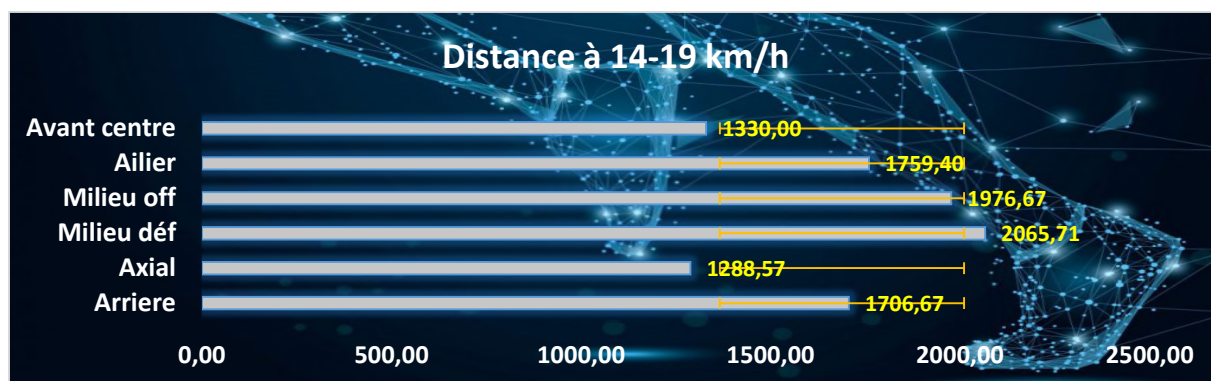 Distance à 14-19 km/h
Avant centre 1330,00
Ailier 1759,40
Milieu off 1976,67
Milieu déf 2065,71
Axial 1288,57
Arriere 1706,67
0,00 500,00 1000,00 1500,00 2000,00 2500,00